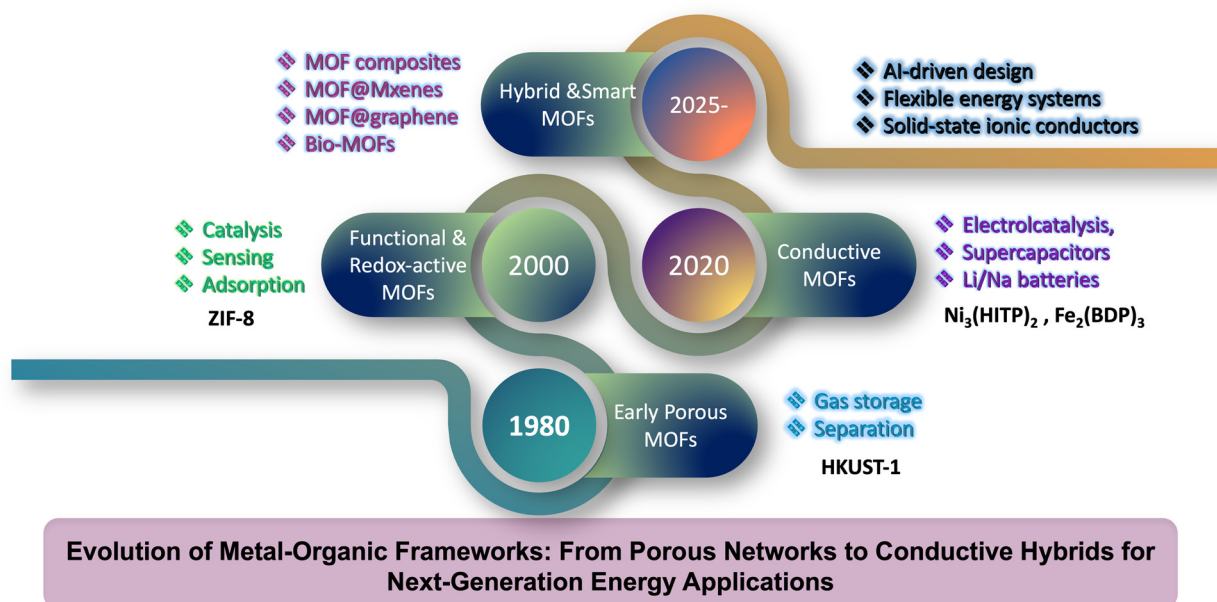 ❖ MOF composites
❖ MOF@Mxenes
❖ MOF@graphene
❖ Bio-MOFs
Hybrid &Smart
MOFs
2025-
❖ AI-driven design
❖ Flexible energy systems
❖ Solid-state ionic conductors
❖ Catalysis
❖ Sensing
❖ Adsorption
ZIF-8
Functional &
Redox-active
MOFs
2000
2020
Conductive
MOFs
❖ Electrolcatalysis,
❖ Supercapacitors
❖ Li/Na batteries
Ni₃(HITP)₂ , Fe₂(BDP)₃
1980
Early Porous
MOFs
❖ Gas storage
❖ Separation
HKUST-1
Evolution of Metal-Organic Frameworks: From Porous Networks to Conductive Hybrids for
Next-Generation Energy Applications